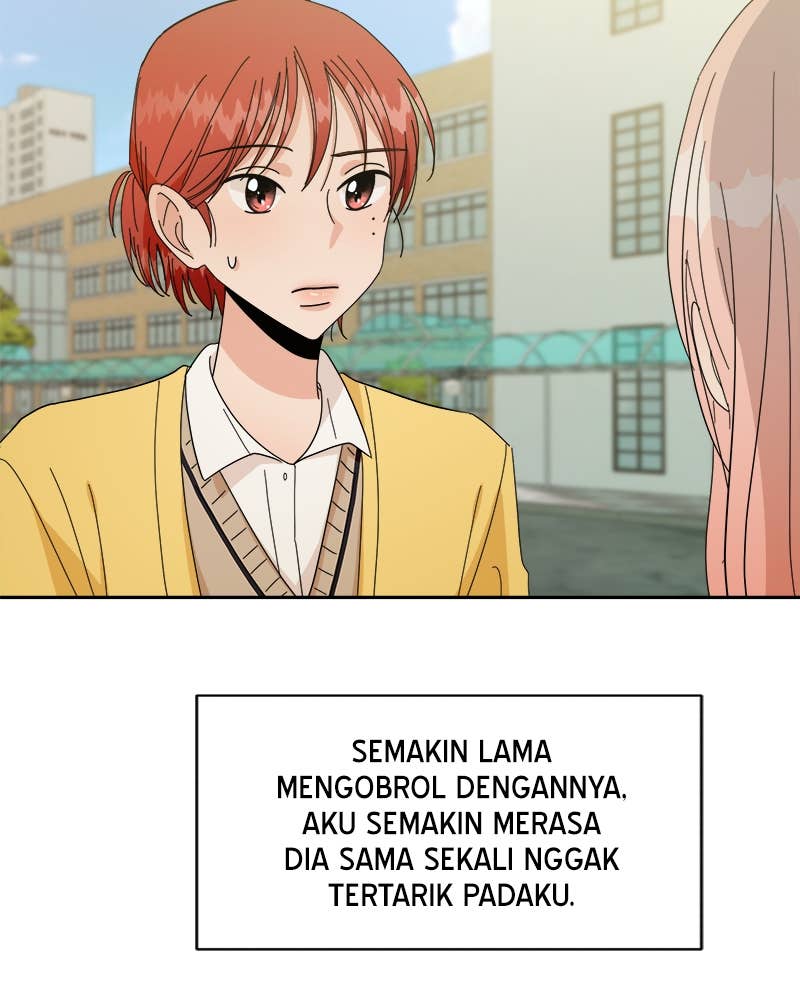 SEMAKIN LAMA
MENGOBROL DENGANNYA,
AKU SEMAKIN MERASA
DIA SAMA SEKALI NGGAK
TERTARIK PADAKU.